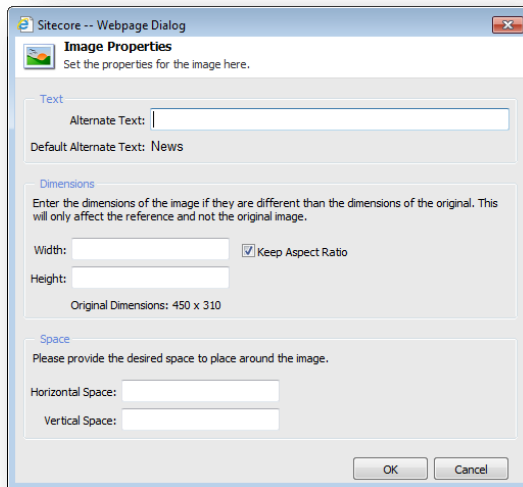 Sitecore -- Webpage Dialog
Image Properties
Set the properties for the image here.
Text
Alternate Text:
Default Alternate Text: News
Dimensions
Enter the dimensions of the image if they are different than the dimensions of the original. This
will only affect the reference and not the original image.
Width:
Keep Aspect Ratio
Height:
Original Dimensions: 450 x 310
Space
Please provide the desired space to place around the image.
Horizontal Space:
Vertical Space:
OK Cancel